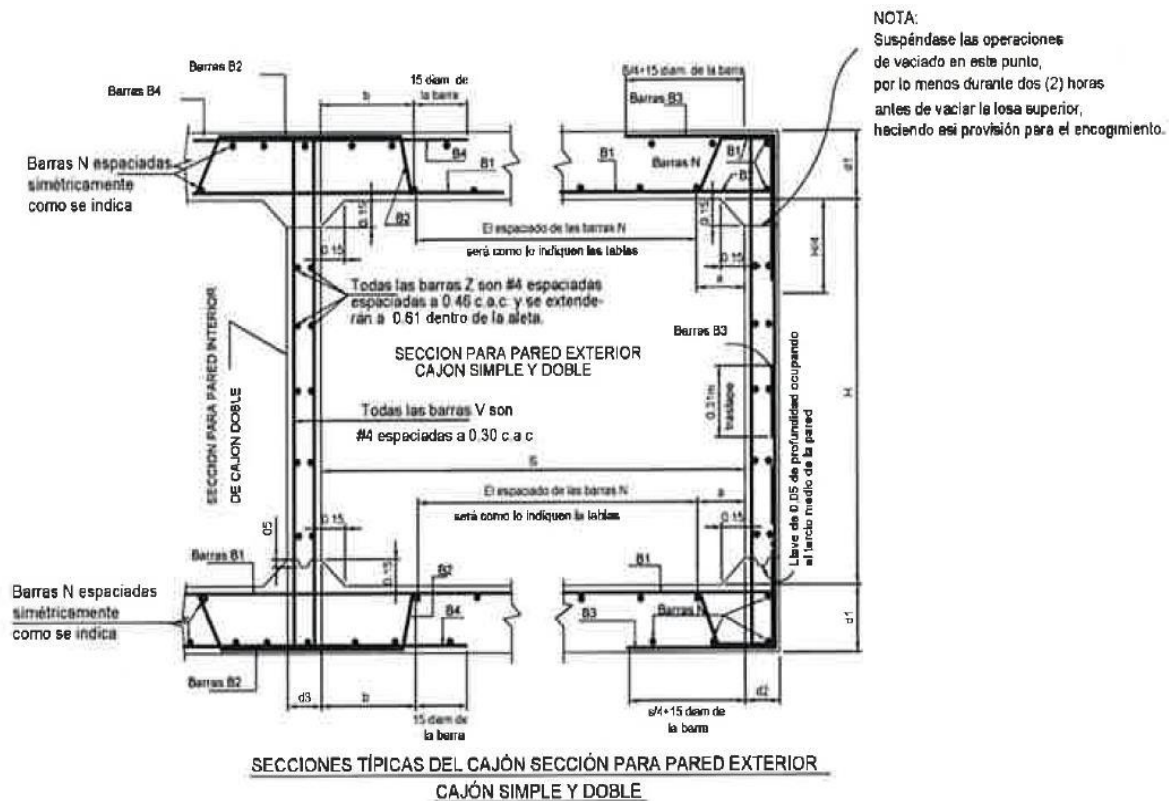 NOTA:
Suspéndase las operaciones
de vaciado en este punto,
por lo menos durante dos (2) horas
antes de vaciar la losa superior,
haciendo asi provisión para el encogimiento.
Barras B2
Barras B4
b
15 diam. de
la barra
S/4+15 diam. de la barra
Barras B3
Barras N espaciadas
simétricamente
como se indica
B4
B1
B1
Barras N
B1
d1
B2
0.15
0.15
El espaciado de las barras N
será como lo indiquen las tablas
0.15
0.15
a
H/4
Todas las barras Z son #4 espaciadas
espaciadas a 0.46 c.a.c. y se extende-
rán a 0.61 dentro de la aleta.
Barras B3
SECCION PARA PARED EXTERIOR
CAJON SIMPLE Y DOBLE
SECCION PARA PARED INTERIOR
DE CAJON DOBLE
Todas las barras V son
#4 espaciadas a 0.30 c.a.c
0.31m
traslape
H
Llave de 0.05 de profundidad ocupando
al tercio medio de la pared
S
El espaciado de las barras N
será como lo indiquen la tablas
a
05
0.15
0.15
0.15
Barras B1
B2
B1
Barras N espaciadas
simétricamente
como se indica
B4
B3
Barras N
d1
Barras B2
d3
b
15 diam de
la barra
s/4+15 diam de
la barra
d2
SECCIONES TÍPICAS DEL CAJÓN SECCIÓN PARA PARED EXTERIOR
CAJÓN SIMPLE Y DOBLE